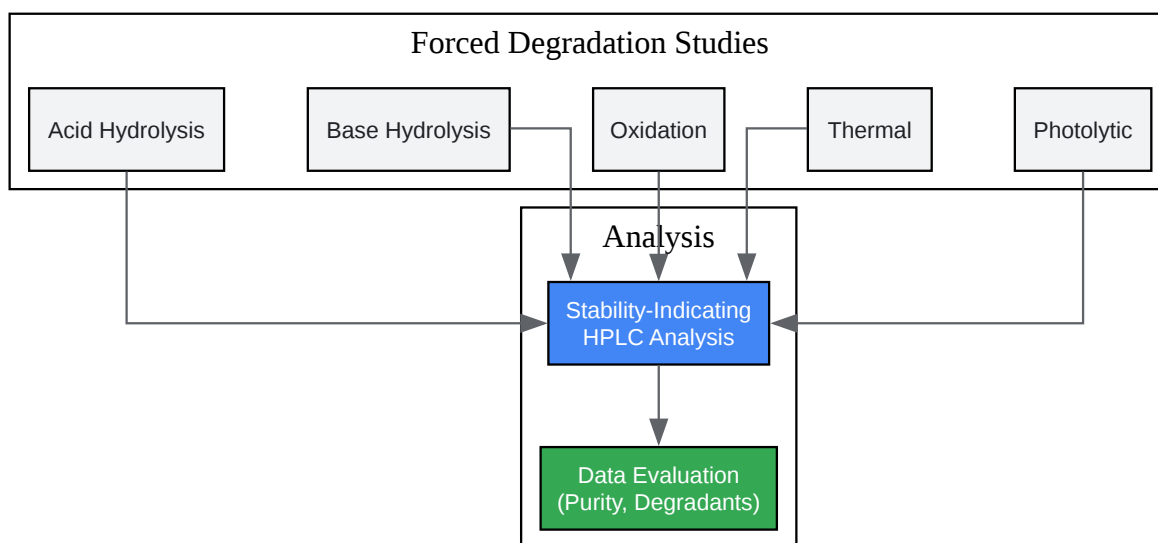 Forced Degradation Studies
Acid Hydrolysis
Base Hydrolysis
Oxidation
Thermal
Photolytic
Analysis
Stability-Indicating
HPLC Analysis
Data Evaluation
(Purity, Degradants)